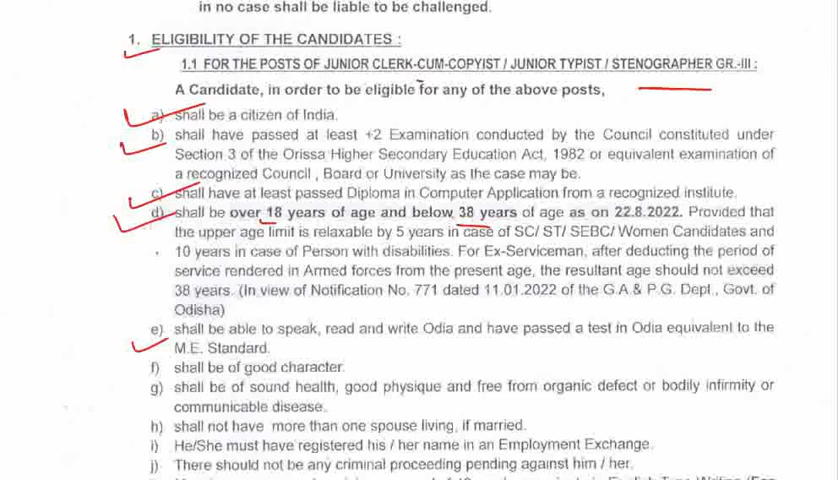 in no case shall be liable to be challenged.
1. ELIGIBILITY OF THE CANDIDATES :
1.1 FOR THE POSTS OF JUNIOR CLERK-CUM-COPYIST / JUNIOR TYPIST / STENOGRAPHER GR.-III :
A Candidate, in order to be eligible for any of the above posts,
a) shall be a citizen of India.
b) shall have passed at least +2 Examination conducted by the Council constituted under
Section 3 of the Orissa Higher Secondary Education Act, 1982 or equivalent examination of
a recognized Council , Board or University as the case may be.
c) shall have at least passed Diploma in Computer Application from a recognized institute.
d) shall be over 18 years of age and below 38 years of age as on 22.8.2022. Provided that
the upper age limit is relaxable by 5 years in case of SC/ ST/ SEBC/ Women Candidates and
10 years in case of Person with disabilities. For Ex-Serviceman, after deducting the period of
service rendered in Armed forces from the present age, the resultant age should not exceed
38 years. (In view of Notification No. 771 dated 11.01.2022 of the G.A & P.G. Dept., Govt. of
Odisha)
e) shall be able to speak, read and write Odia and have passed a test in Odia equivalent to the
M.E. Standard.
f) shall be of good character.
g) shall be of sound health, good physique and free from organic defect or bodily infirmity or
communicable disease.
h) shall not have more than one spouse living, if married.
i) He/She must have registered his / her name in an Employment Exchange.
j) There should not be any criminal proceeding pending against him / her.